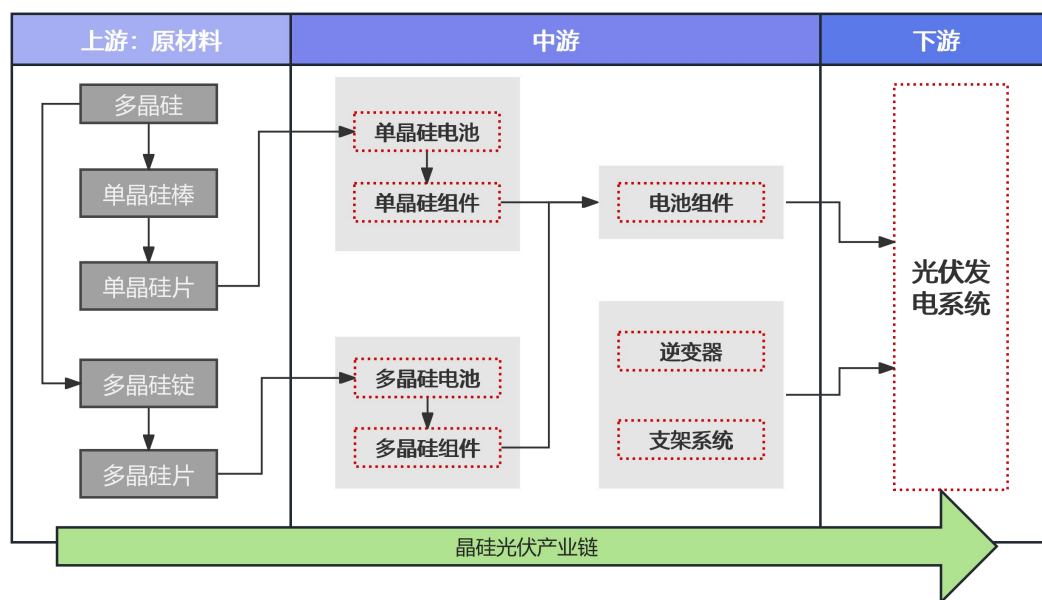 上游：原材料
中游
下游
多晶硅
单晶硅棒
单晶硅片
多晶硅锭
多晶硅片
单晶硅电池
单晶硅组件
多晶硅电池
多晶硅组件
电池组件
逆变器
支架系统
光伏发
电系统
晶硅光伏产业链